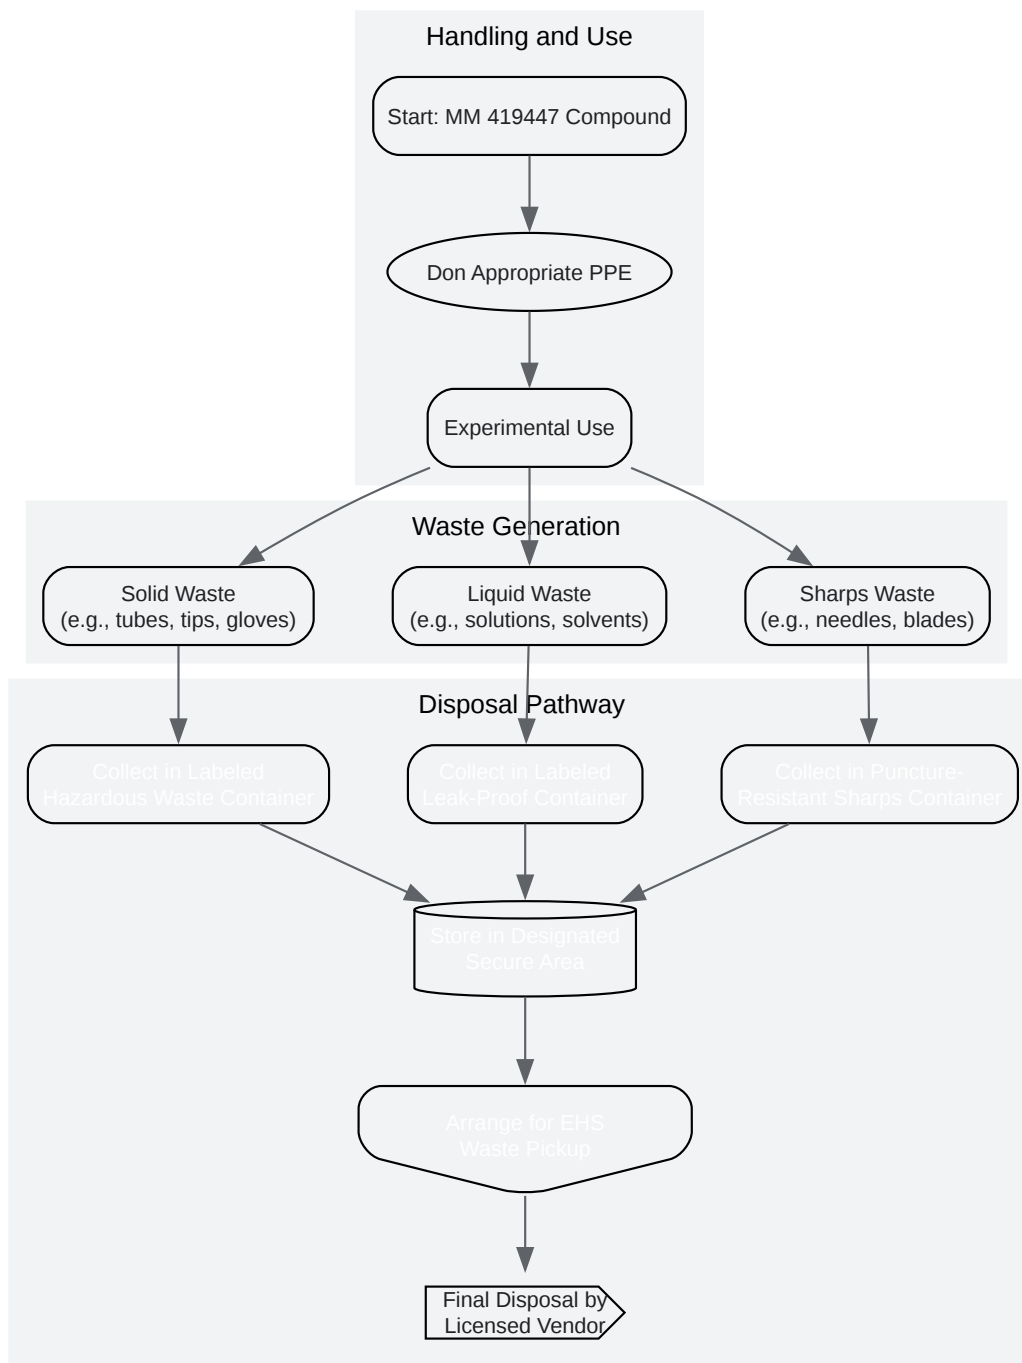 Handling and Use
Start: MM 419447 Compound
Don Appropriate PPE
Experimental Use
Waste Generation
Solid Waste
(e.g., tubes, tips, gloves)
Liquid Waste
(e.g., solutions, solvents)
Sharps Waste
(e.g., needles, blades)
Disposal Pathway
Collect in Labeled
Hazardous Waste Container
Collect in Labeled
Leak-Proof Container
Collect in Puncture-
Resistant Sharps Container
Store in Designated
Secure Area
Arrange for EHS
Waste Pickup
Final Disposal by
Licensed Vendor